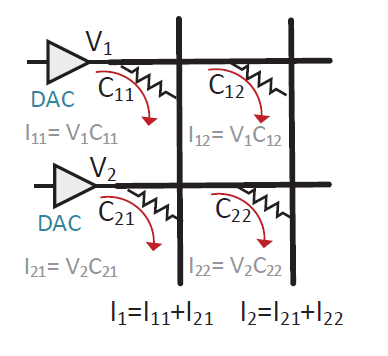 V₁
DAC
C₁₁
C₁₂
I₁₁= V₁C₁₁
I₁₂= V₁C₁₂
V₂
DAC
C₂₁
C₂₂
I₂₁= V₂C₂₁
I₂₂= V₂C₂₂
I₁=I₁₁+I₂₁
I₂=I₂₁+I₂₂